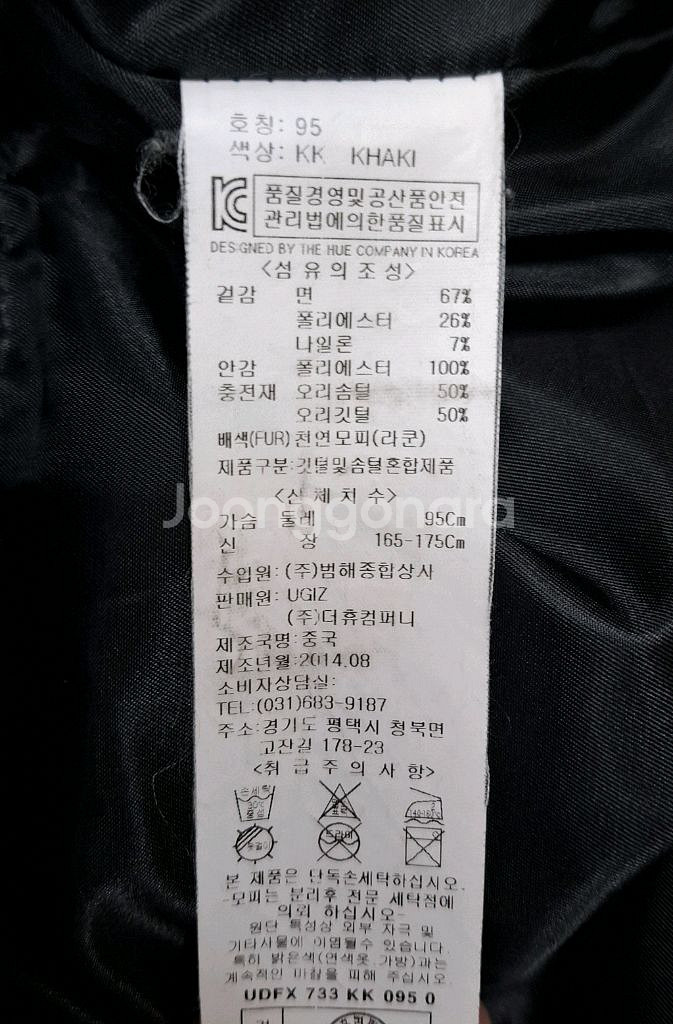 호칭: 95
색상: KK KHAKI
품질경영및공산품안전
관리법에의한품질표시
DESIGNED BY THE HUE COMPANY IN KOREA
<섬유의조성>
겉감 면 67%
폴리에스터 26%
나일론 7%
안감 폴리에스터 100%
충전재 오리솜털 50%
오리깃털 50%
배색(FUR) 천연모피(라쿤)
제품구분:깃털및솜털혼합제품
<신체치수>
Joonggonara
가슴 둘레 95Cm
신 장 165-175Cm
수입원: (주)범해종합상사
판매원: UGIZ
(주)더휴컴퍼니
제조국명:중국
제조년월:2014.08
소비자상담실:
TEL:(031)683-9187
주소:경기도 평택시 청북면
고잔길 178-23
<취급주의사항>
손세탁
30℃
중성
140-160℃
드라이
본 제품은 단독손세탁하십시오.
-모피는 분리후 전문 세탁점에
의뢰 하십시오-
원단 특성상 외부 자극 및
기타사물에 이염될수 있습니다.
특히 밝은색(연색옷.가방)과는
계속적인 마찰을 피해 주십시오.
UDFX 733 KK 095 0